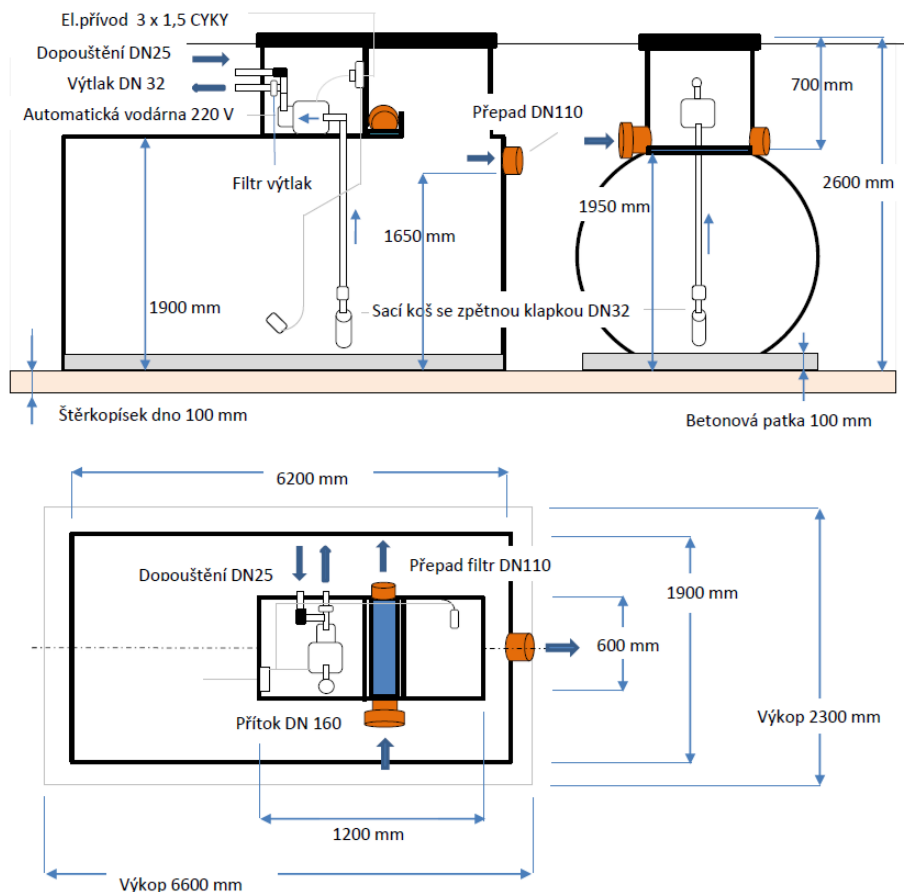 El.přívod 3 x 1,5 CYKY
Dopouštění DN25
Výtlak DN 32
Automatická vodárna 220 V
Filtr výtlak
Přepad DN110
700 mm
2600 mm
1950 mm
1650 mm
1900 mm
Sací koš se zpětnou klapkou DN32
Štěrkopísek dno 100 mm
Betonová patka 100 mm
6200 mm
Dopouštění DN25
Přepad filtr DN110
1900 mm
600 mm
Přítok DN 160
Výkop 2300 mm
1200 mm
Výkop 6600 mm